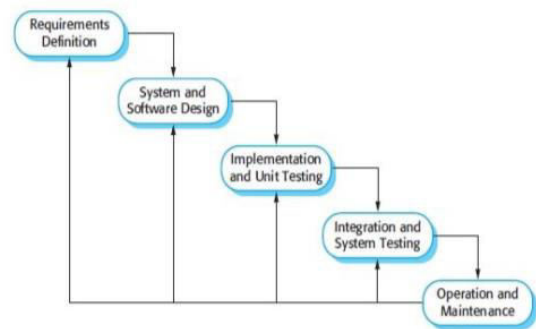 Requirements
Definition
System and
Software Design
Implementation
and Unit Testing
Integration and
System Testing
Operation and
Maintenance